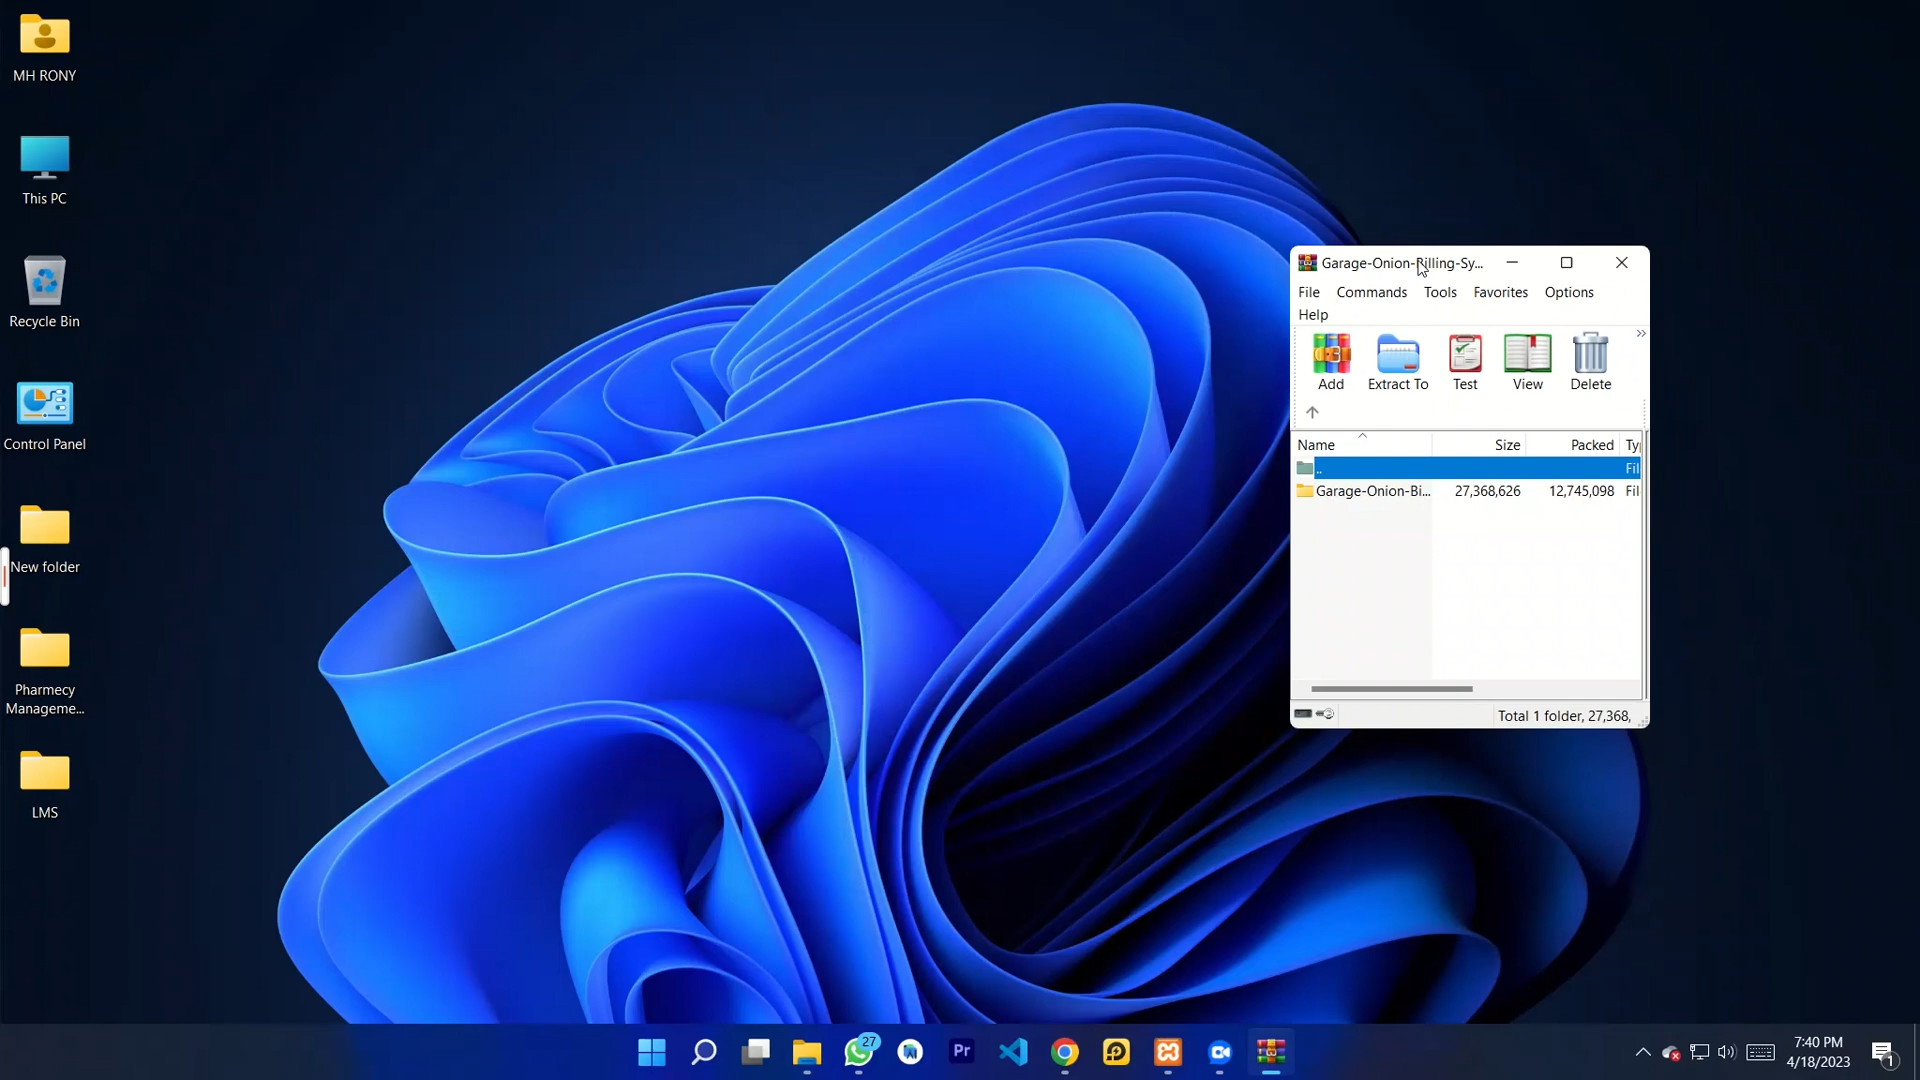 MH RONY
This PC
Recycle Bin
Control Panel
New folder
Pharmecy
Manageme...
LMS
Garage-Onion-Billing-Sy...
File Commands Tools Favorites Options
Help
Add Extract To Test View Delete
Name Size Packed Ty
..
Fil
Garage-Onion-Bi... 27,368,626 12,745,098 Fil
Total 1 folder, 27,368,
27
Pr
7:40 PM
4/18/2023
1